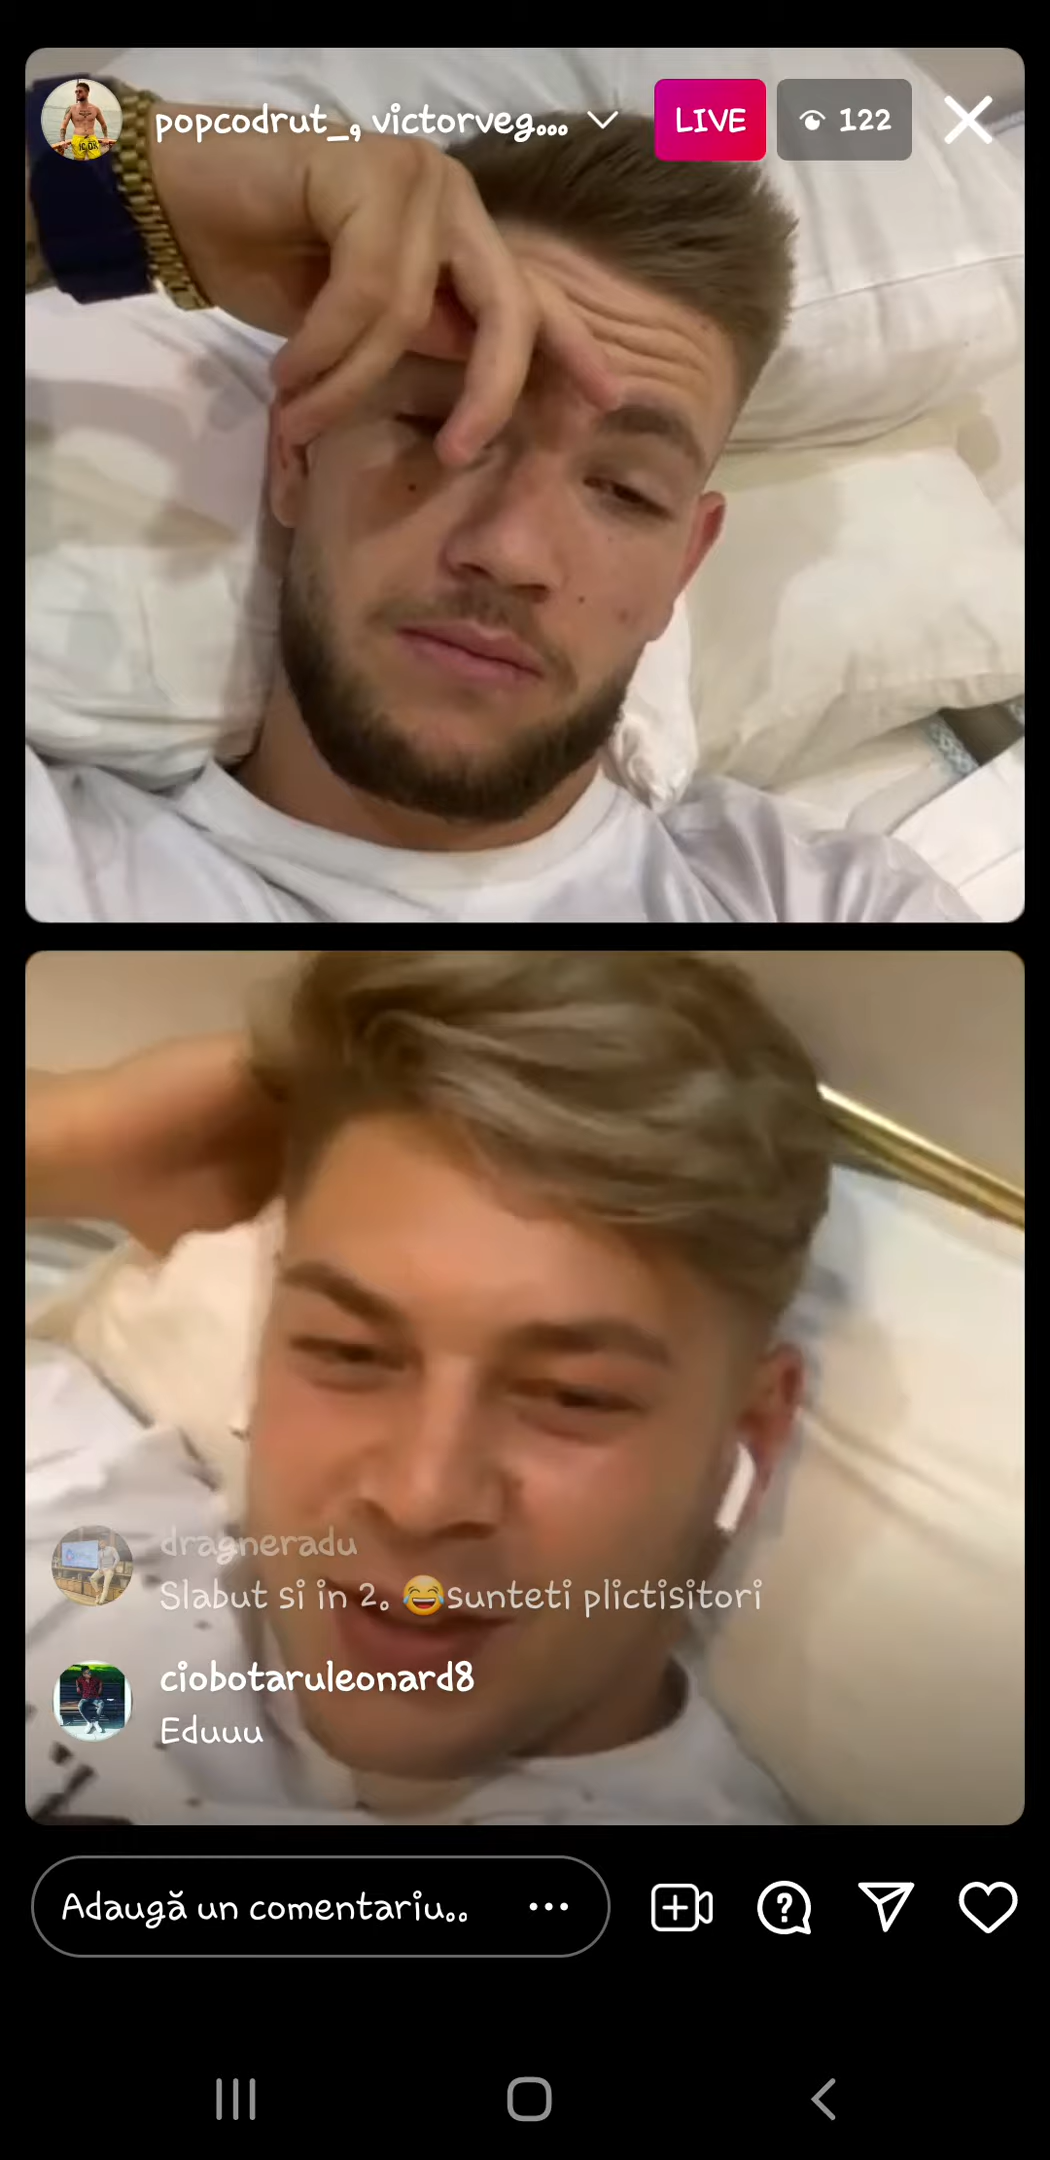 popcodrut_, victorveg...
LIVE
122
dragneradu
Slabut si in 2. 😂sunteti plictisitori
ciobotaruleonard8
Eduuu
Adaugă un comentariu..